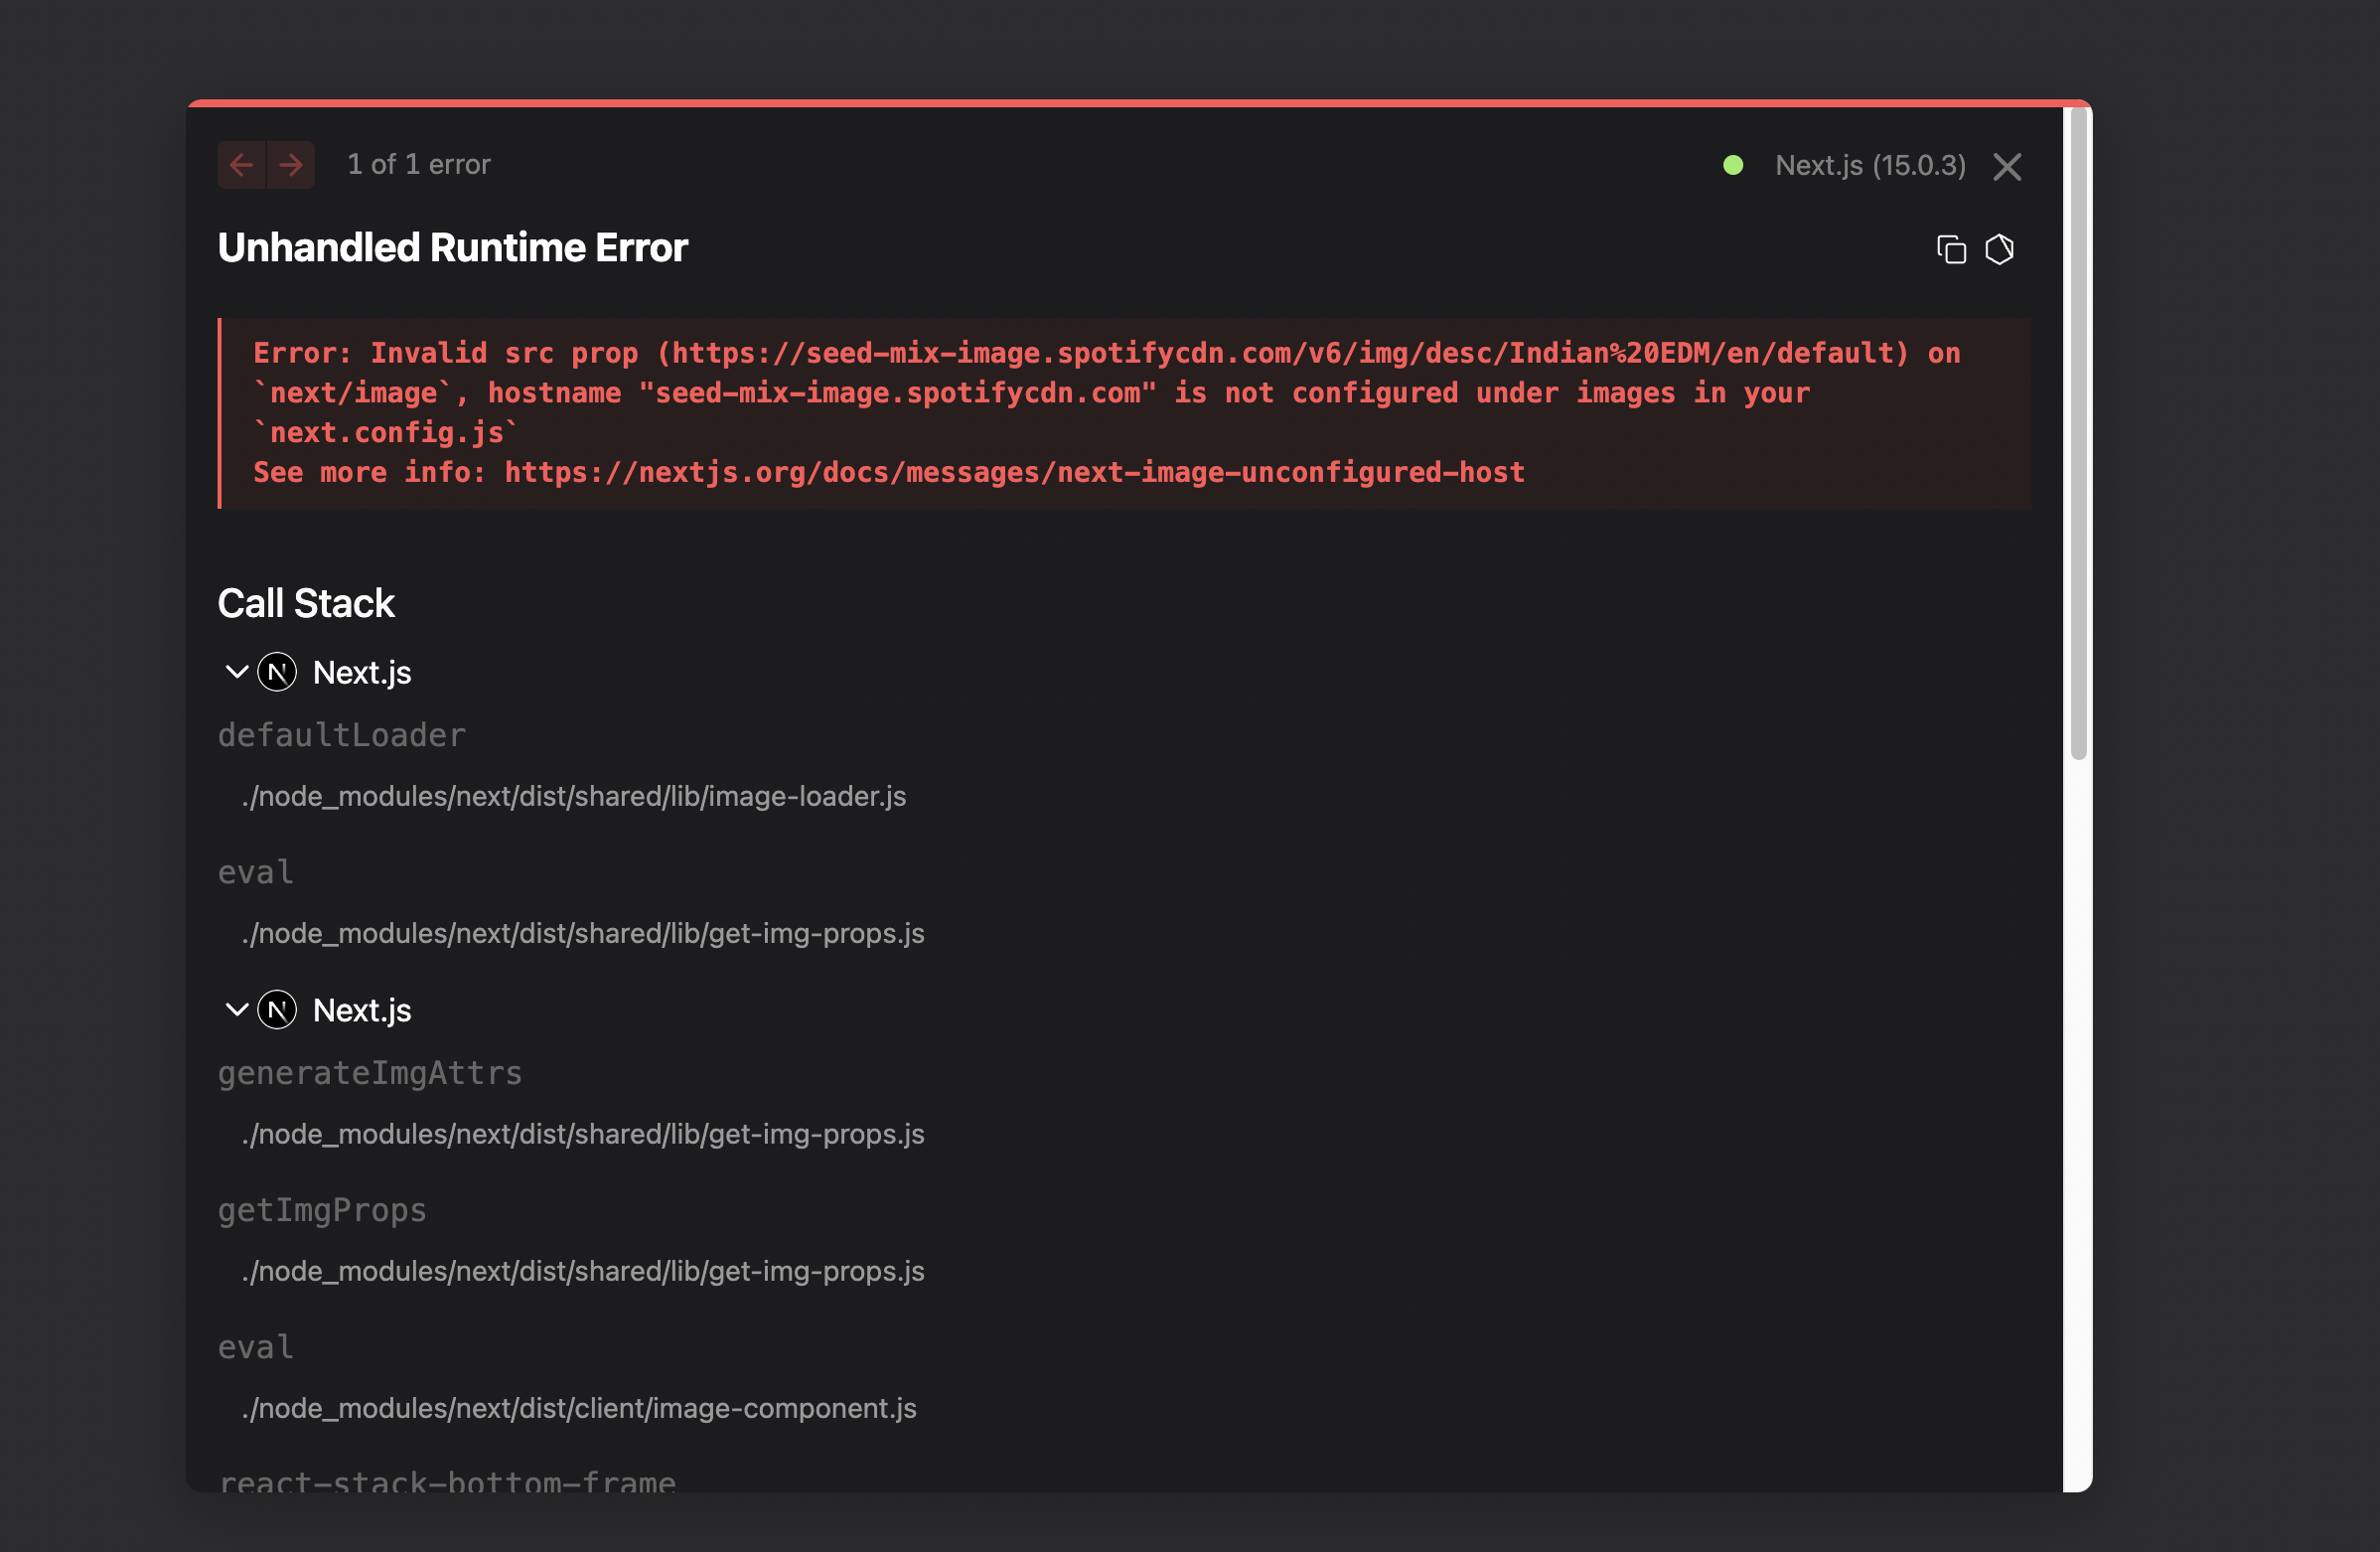 1 of 1 error
Next.js (15.0.3)
Unhandled Runtime Error
Error: Invalid src prop (https://seed-mix-image.spotifycdn.com/v6/img/desc/Indian%20EDM/en/default) on
`next/image`, hostname "seed-mix-image.spotifycdn.com" is not configured under images in your
`next.config.js`
See more info: https://nextjs.org/docs/messages/next-image-unconfigured-host
Call Stack
N Next.js
defaultLoader
./node_modules/next/dist/shared/lib/image-loader.js
eval
./node_modules/next/dist/shared/lib/get-img-props.js
N Next.js
generateImgAttrs
./node_modules/next/dist/shared/lib/get-img-props.js
getImgProps
./node_modules/next/dist/shared/lib/get-img-props.js
eval
./node_modules/next/dist/client/image-component.js
react-stack-bottom-frame